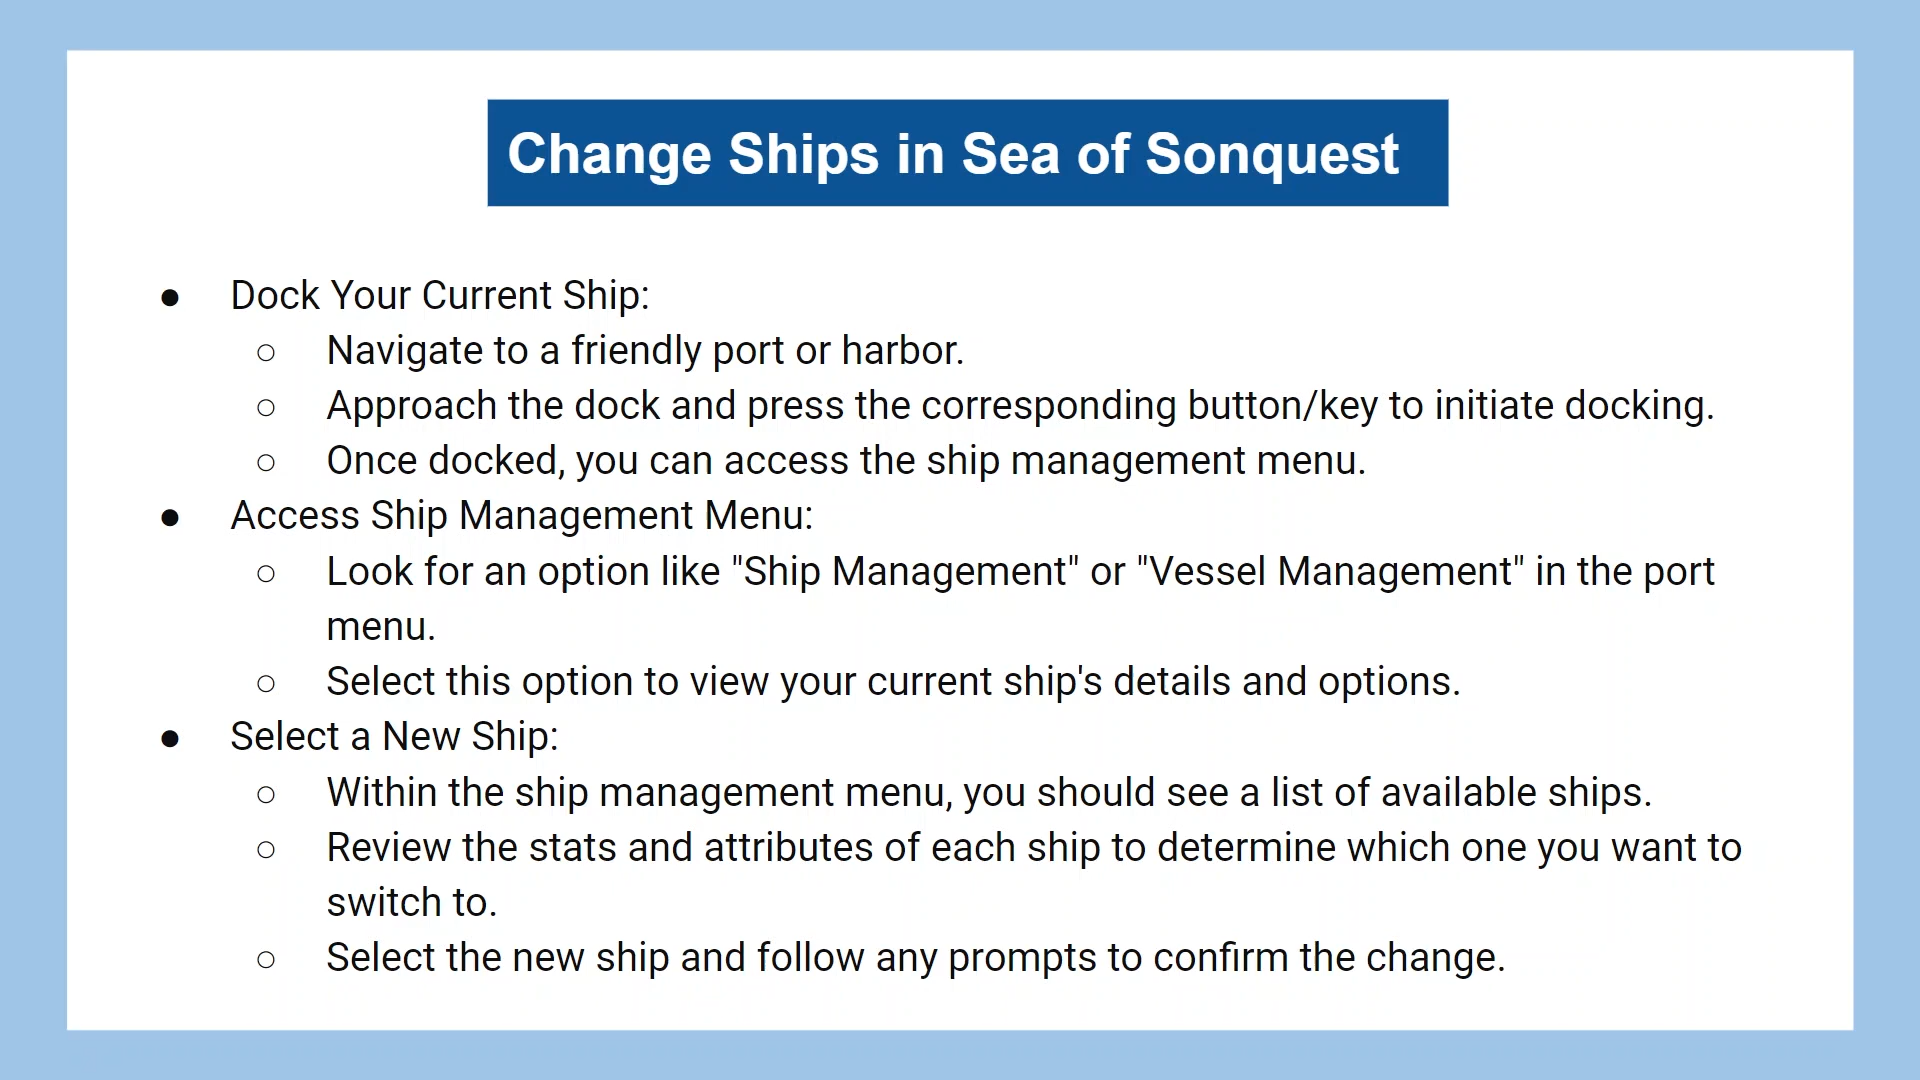 Change Ships in Sea of Sonquest
● Dock Your Current Ship:
○ Navigate to a friendly port or harbor.
○ Approach the dock and press the corresponding button/key to initiate docking.
○ Once docked, you can access the ship management menu.
● Access Ship Management Menu:
○ Look for an option like "Ship Management" or "Vessel Management" in the port
menu.
○ Select this option to view your current ship's details and options.
● Select a New Ship:
○ Within the ship management menu, you should see a list of available ships.
○ Review the stats and attributes of each ship to determine which one you want to
switch to.
○ Select the new ship and follow any prompts to confirm the change.